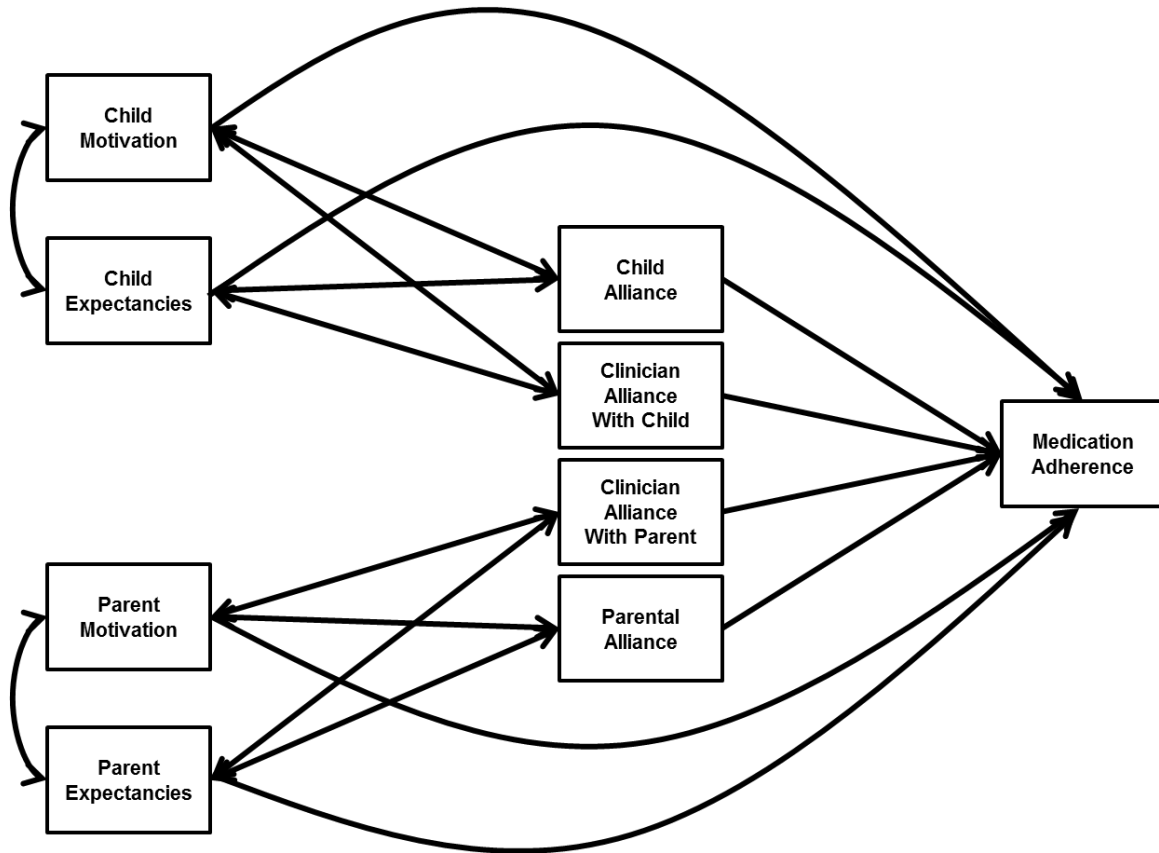 Child
Motivation
Child
Expectancies
Child
Alliance
Clinician
Alliance
With Child
Clinician
Alliance
With Parent
Parental
Alliance
Medication
Adherence
Parent
Motivation
Parent
Expectancies